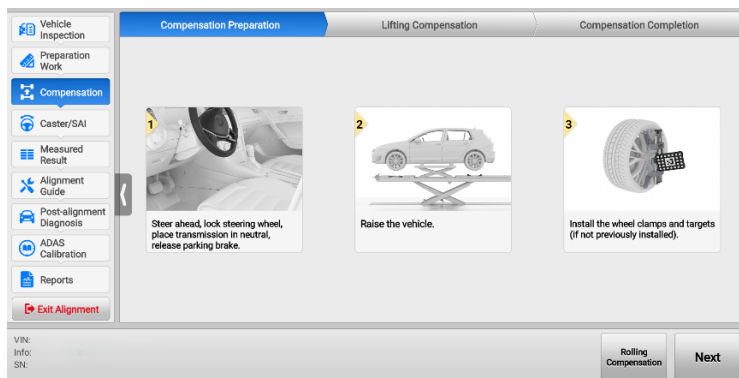 Vehicle
Inspection
Preparation
Work
Compensation
Caster/SAI
Measured
Result
Alignment
Guide
Post-alignment
Diagnosis
ADAS
Calibration
Reports
Exit Alignment
Compensation Preparation
Lifting Compensation
Compensation Completion
1
Steer ahead, lock steering wheel,
place transmission in neutral,
release parking brake.
2
Raise the vehicle.
3
Install the wheel clamps and targets
(if not previously installed).
VIN:
Info:
SN:
Rolling
Compensation
Next